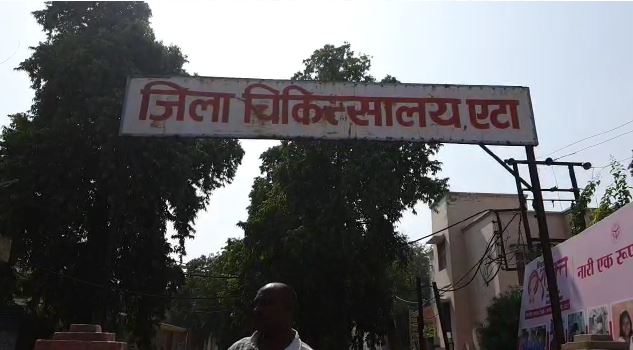 ज़िला चिकित्सालय, एटा
नारी एक रूप